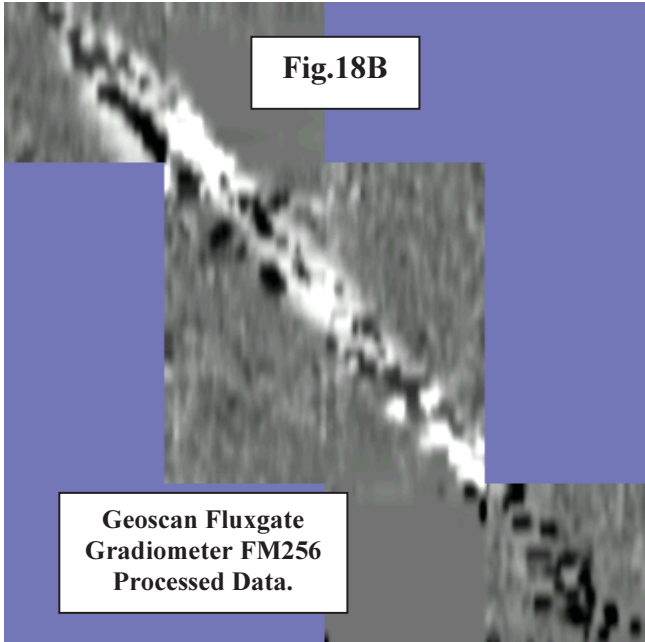 Fig.18B
Geoscan Fluxgate
Gradiometer FM256
Processed Data.